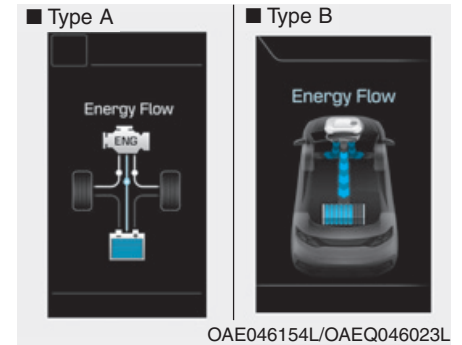 ■ Type A
■ Type B
Energy Flow
ENG
Energy Flow
OAE046154L/OAEQ046023L